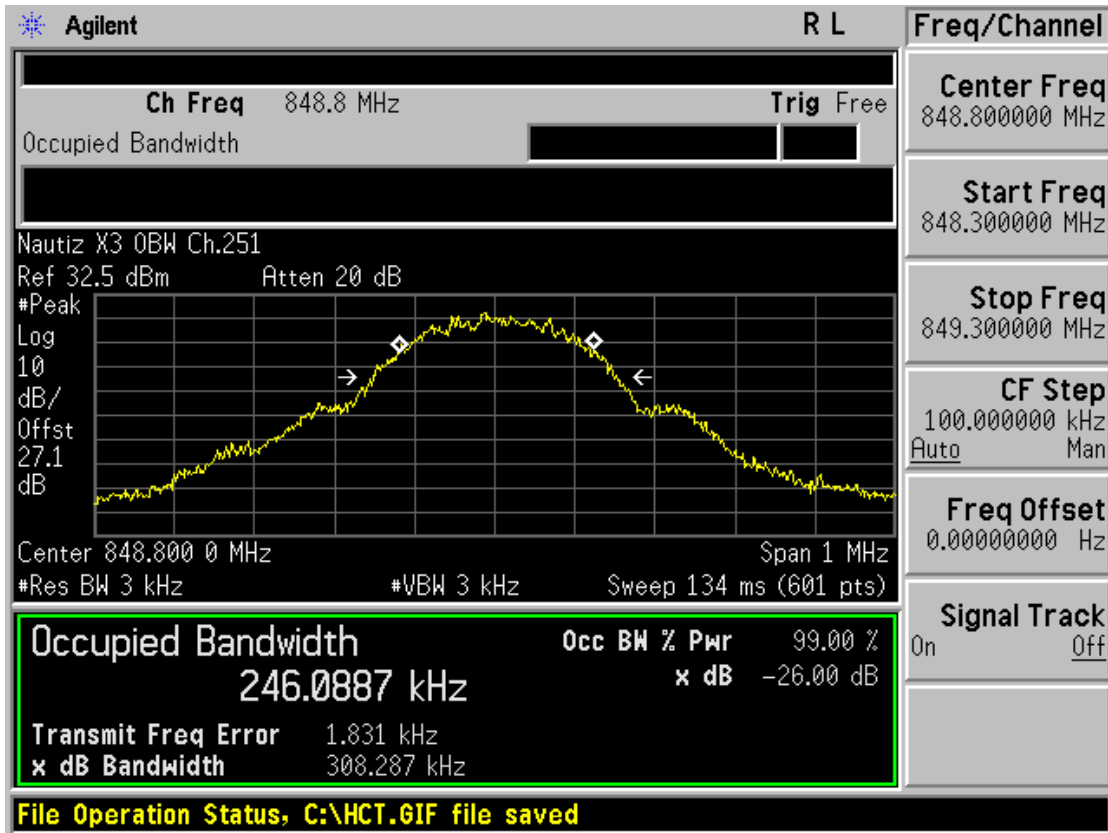 Agilent R L
Freq/Channel
Ch Freq 848.8 MHz Trig Free
Occupied Bandwidth
Nautiz X3 OBW Ch.251
Ref 32.5 dBm Atten 20 dB
#Peak
Log
10
dB/
Offst
27.1
dB
Center 848.800 0 MHz Span 1 MHz
#Res BW 3 kHz #VBW 3 kHz Sweep 134 ms (601 pts)
Occupied Bandwidth Occ BW % Pwr 99.00 %
246.0887 kHz x dB -26.00 dB
Transmit Freq Error 1.831 kHz
x dB Bandwidth 308.287 kHz
File Operation Status, C:\HCT.GIF file saved
Center Freq
848.800000 MHz
Start Freq
848.300000 MHz
Stop Freq
849.300000 MHz
CF Step
100.000000 kHz
Auto Man
Freq Offset
0.00000000 Hz
Signal Track
On Off